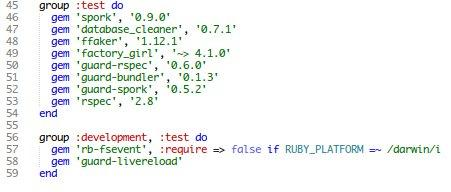 45 group :test do
46 gem 'spork', '0.9.0'
47 gem 'database_cleaner', '0.7.1'
48 gem 'ffaker', '1.12.1'
49 gem 'factory_girl', '~> 4.1.0'
50 gem 'guard-rspec', '0.6.0'
51 gem 'guard-bundler', '0.1.3'
52 gem 'guard-spork', '0.5.2'
53 gem 'rspec', '2.8'
54 end
55
56 group :development, :test do
57 gem 'rb-fsevent', :require => false if RUBY_PLATFORM =~ /darwin/i
58 gem 'guard-livereload'
59 end